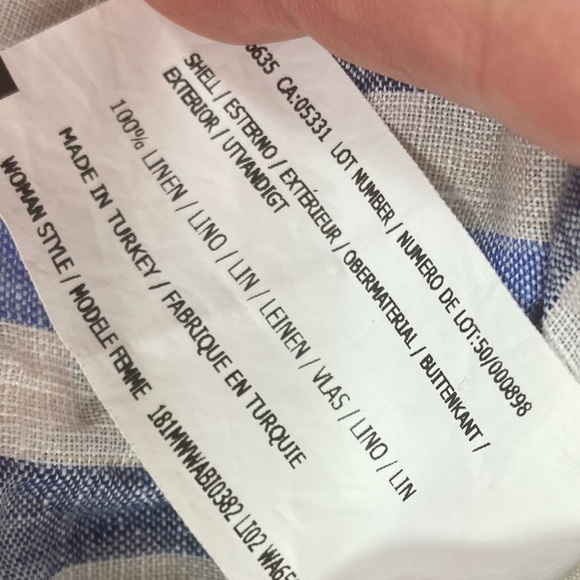 CA:05331 LOT NUMBER / NUMERO DE LOT:50/000898
SHELL / ESTERNO / EXTÉRIEUR / OBERMATERIAL / BUITENKANT /
EXTERIOR / UTVANDIGT
100% LINEN / LINO / LIN / LEINEN / VLAS / LINO / LIN
MADE IN TURKEY / FABRIQUE EN TURQUIE
WOMAN STYLE / MODELE FEMME 181MWWABI0382 LI02